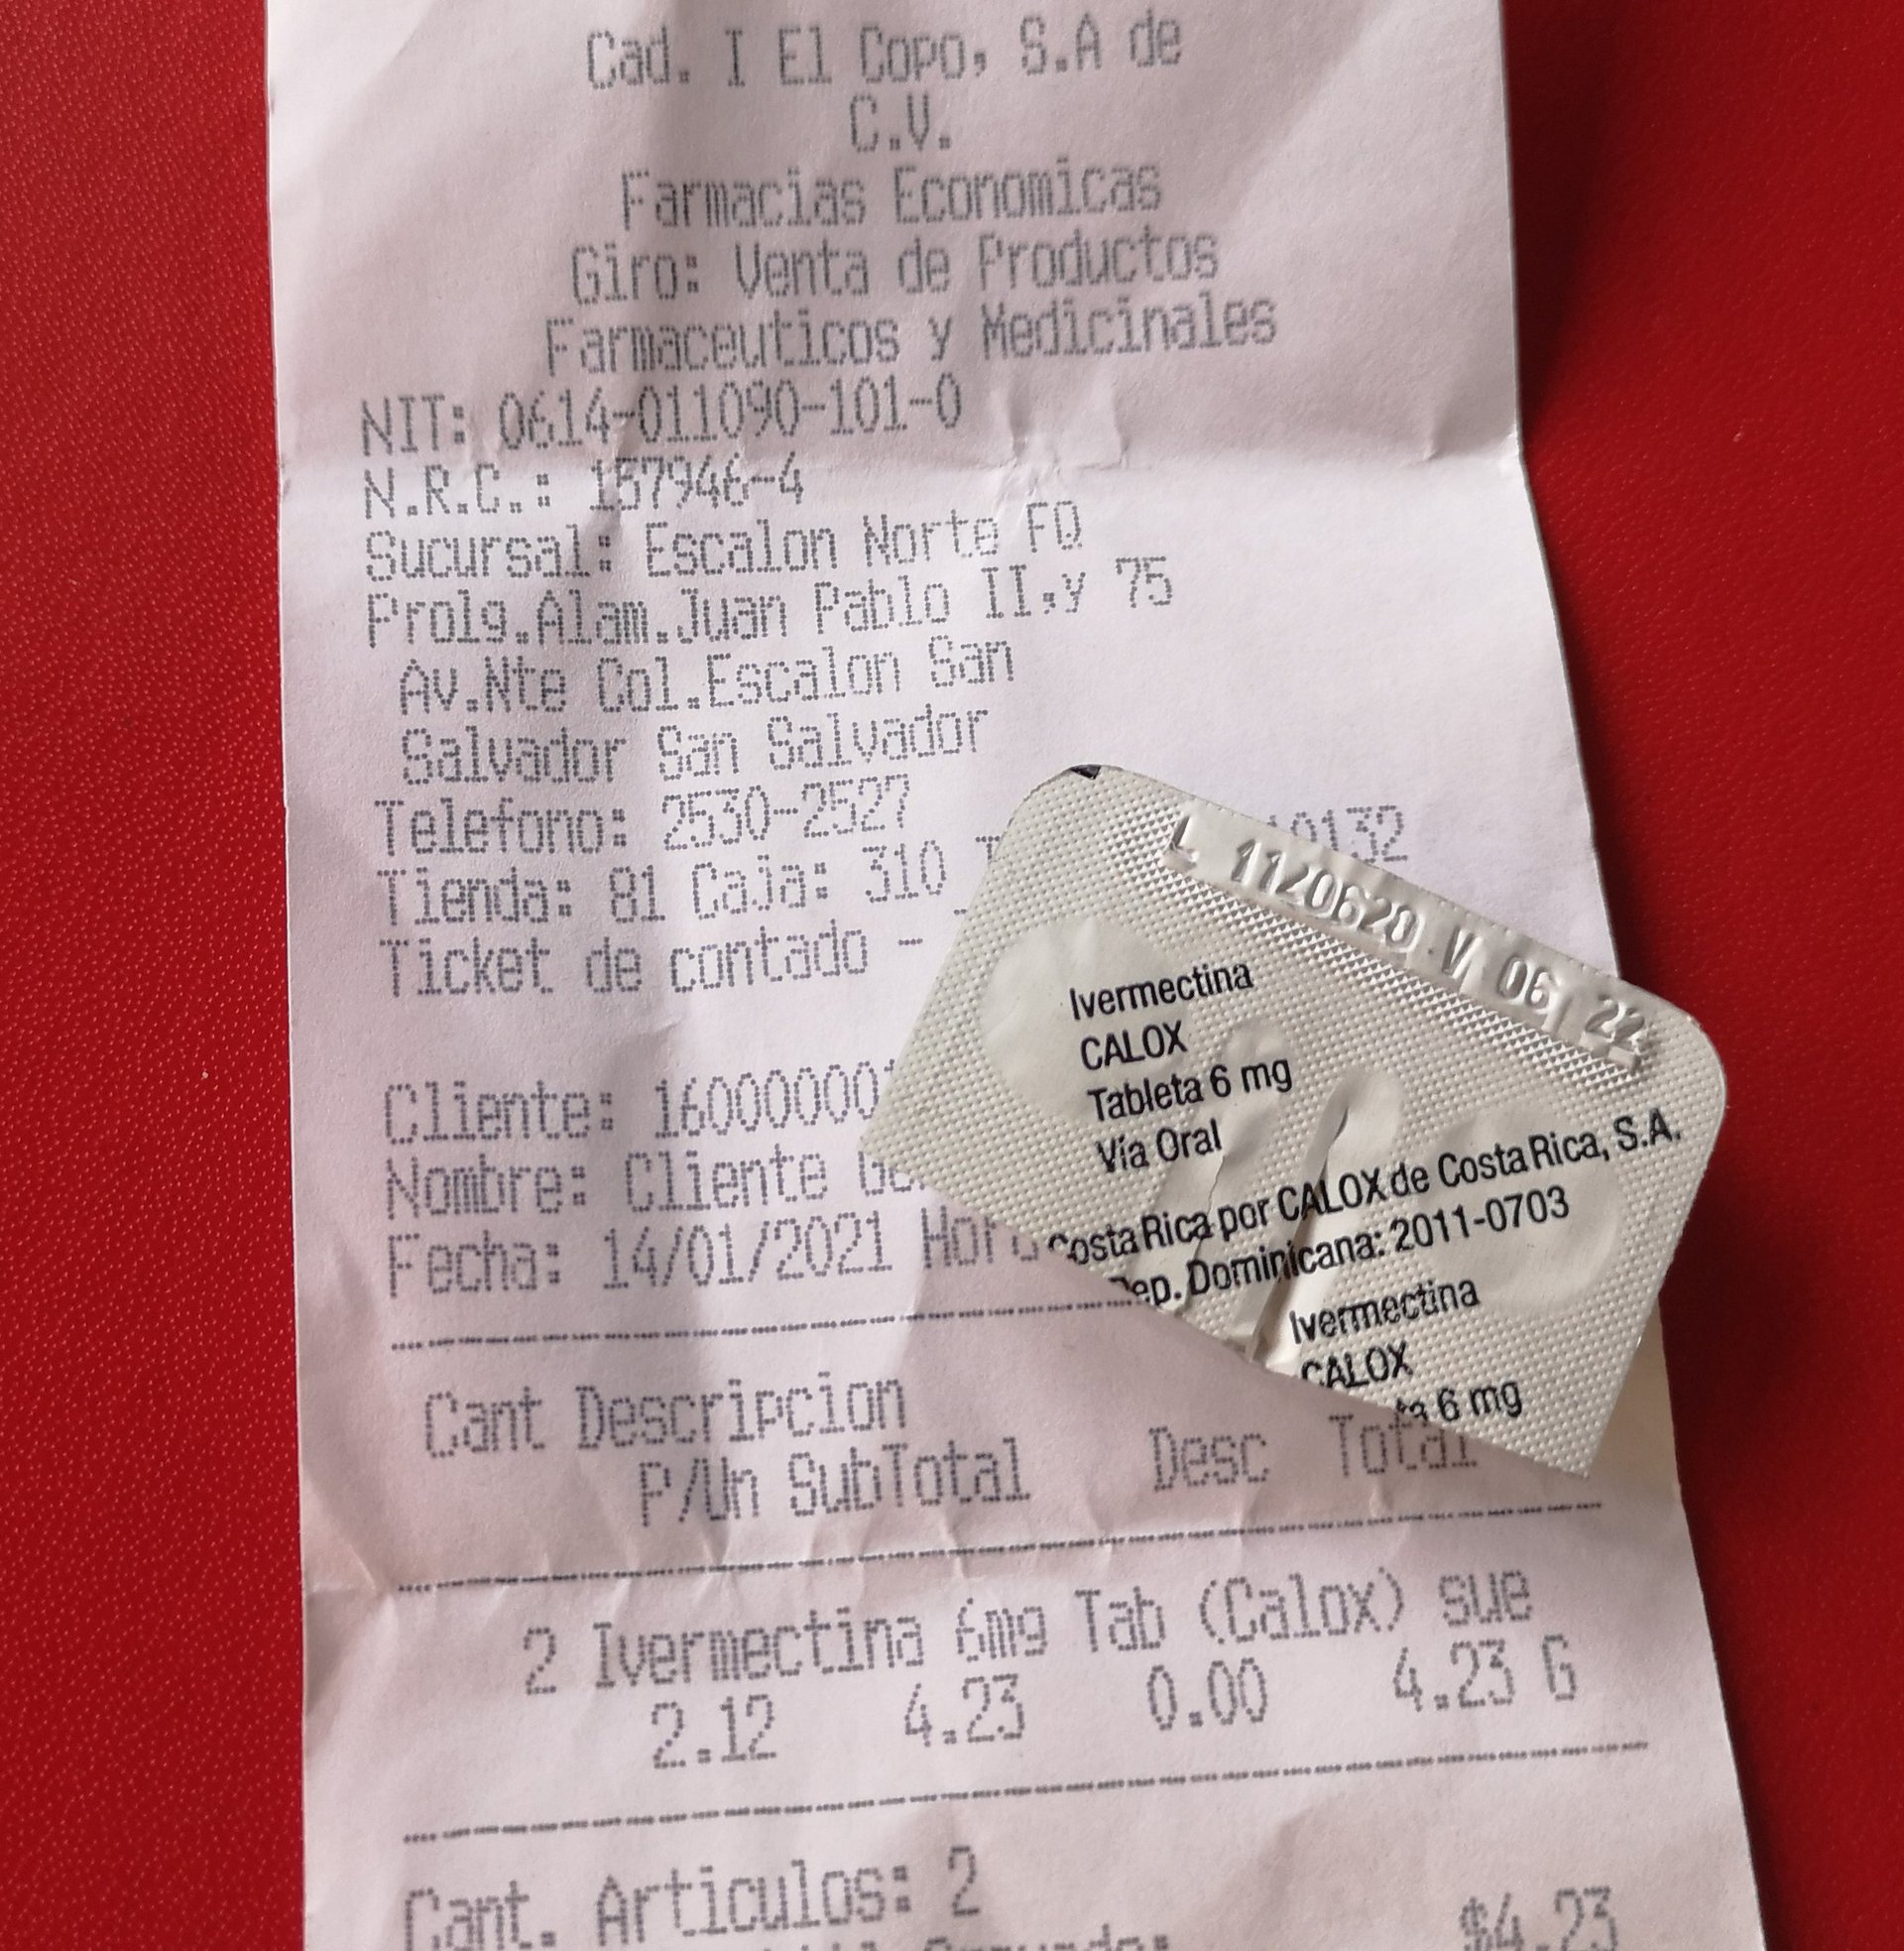 Cad. I El Copo, S.A de
C.V.
Farmacias Economicas
Giro: Venta de Productos
Farmaceuticos y Medicinales
NIT: 0614-011090-101-0
N.R.C.: 157946-4
Sucursal: Escalon Norte FQ
Prolg.Alam.Juan Pablo II,y 75
Av.Nte Col.Escalon San
Salvador San Salvador
Telefono: 2530-2527
Tienda: 81 Caja: 310
Ticket de contado -
Cliente:
Nombre: Cliente
Fecha: 14/01/2021
Cant Descripcion
P/Un SubTotal Desc Total
2 Ivermectina 6mg Tab (Calox) sue
2.12 4.23 0.00 4.23 G
Cant. Articulos: 2
$4.23
L 1120620 V 06 22
Ivermectina
CALOX
Tableta 6 mg
Vía Oral
Costa Rica por CALOX de Costa Rica, S.A.
Dominicana: 2011-0703
Ivermectina
CALOX
6 mg